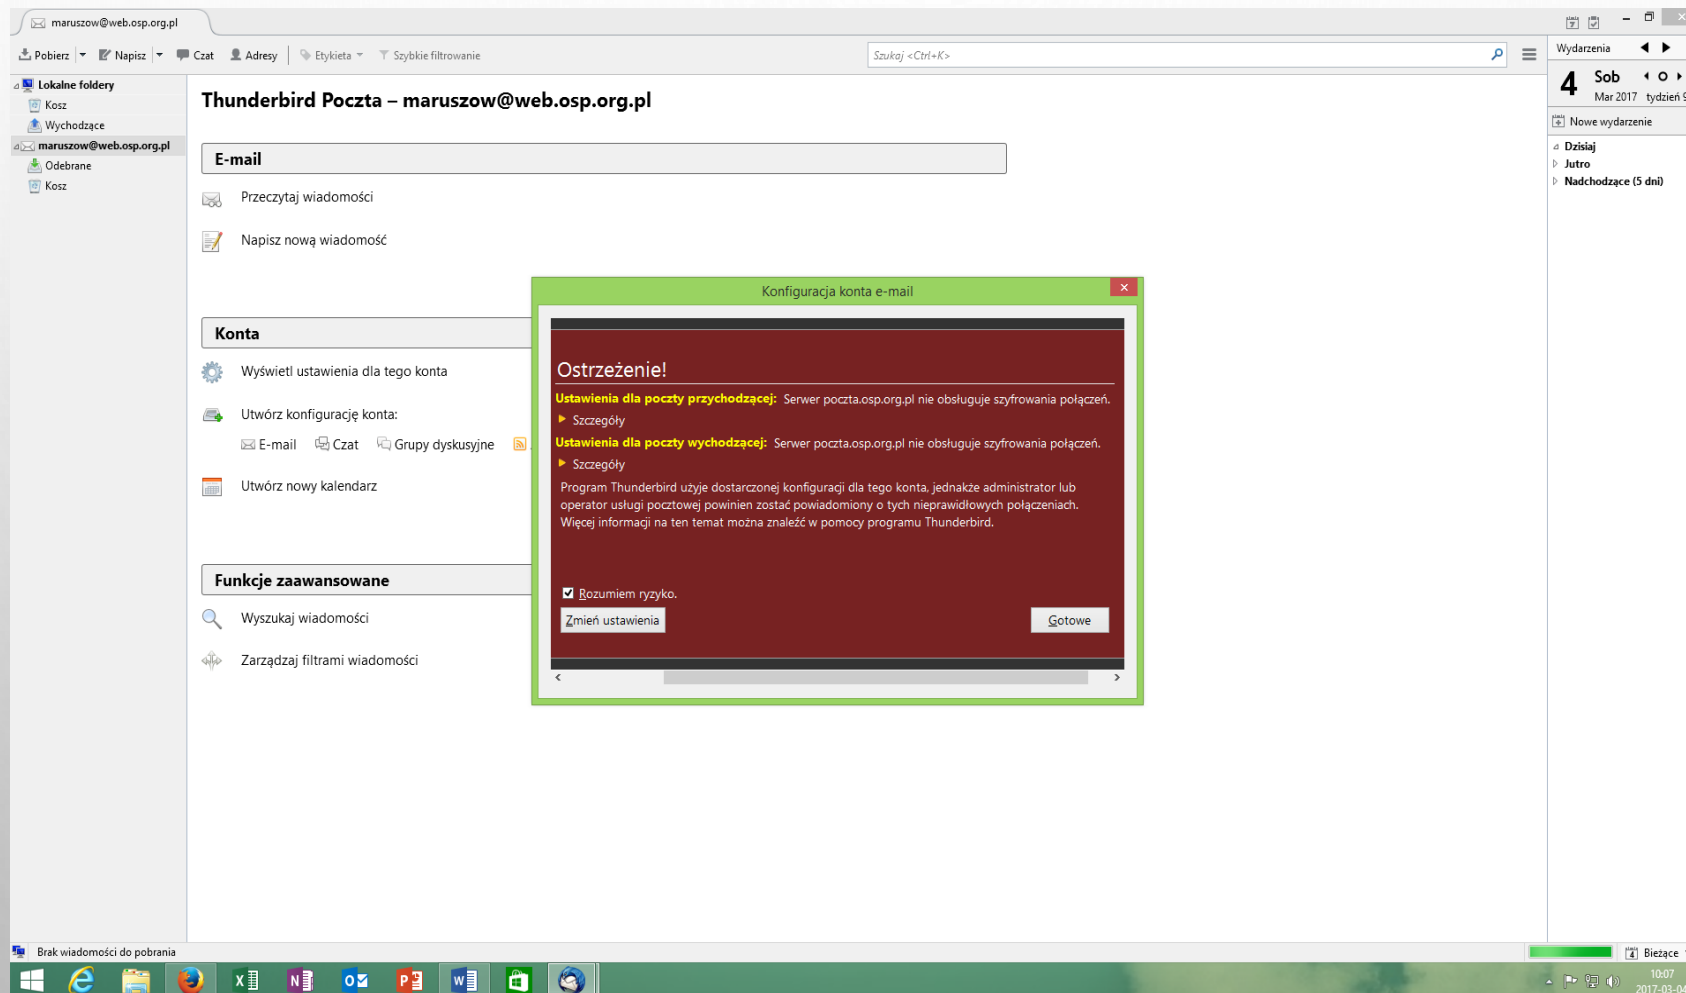 maruszow@web.osp.org.pl
Pobierz Napisz Czat Adresy Etykieta Szybkie filtrowanie
Szukaj <Ctrl+K>
Wydarzenia
4 Sob
Mar 2017 tydzień 9
Nowe wydarzenie
Dzisiaj
Jutro
Nadchodzące (5 dni)
Lokalne foldery
Kosz
Wychodzące
maruszow@web.osp.org.pl
Odebrane
Kosz
Thunderbird Poczta – maruszow@web.osp.org.pl
E-mail
Przeczytaj wiadomości
Napisz nową wiadomość
Konta
Wyświetl ustawienia dla tego konta
Utwórz konfigurację konta:
E-mail Czat Grupy dyskusyjne
Utwórz nowy kalendarz
Funkcje zaawansowane
Wyszukaj wiadomości
Zarządzaj filtrami wiadomości
Konfiguracja konta e-mail
Ostrzeżenie!
Ustawienia dla poczty przychodzącej: Serwer poczta.osp.org.pl nie obsługuje szyfrowania połączeń.
Szczegóły
Ustawienia dla poczty wychodzącej: Serwer poczta.osp.org.pl nie obsługuje szyfrowania połączeń.
Szczegóły
Program Thunderbird użyje dostarczonej konfiguracji dla tego konta, jednakże administrator lub
operator usługi pocztowej powinien zostać powiadomiony o tych nieprawidłowych połączeniach.
Więcej informacji na ten temat można znaleźć w pomocy programu Thunderbird.
Rozumiem ryzyko.
Zmień ustawienia
Gotowe
Brak wiadomości do pobrania
4 Bieżące
10:07
2017-03-04